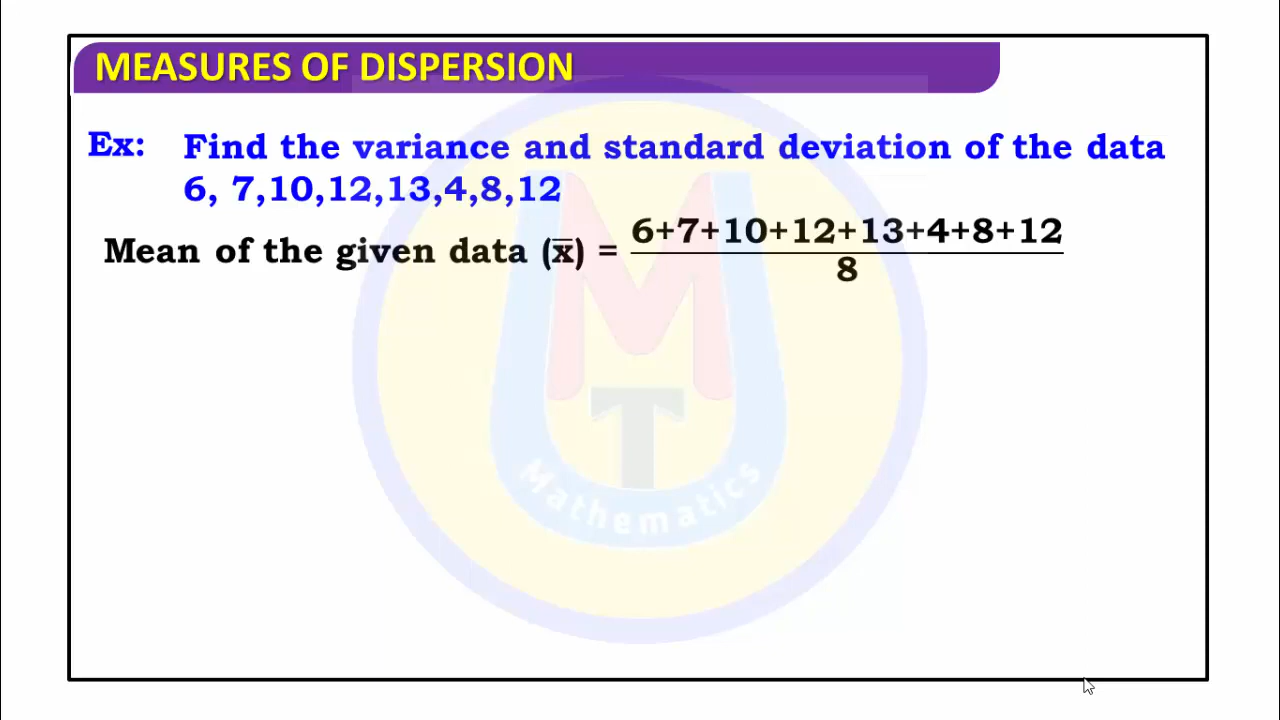 MEASURES OF DISPERSION
Ex: Find the variance and standard deviation of the data
6, 7,10,12,13,4,8,12
Mean of the given data (x̅) = 6+7+10+12+13+4+8+12
8
M
T
Mathematics